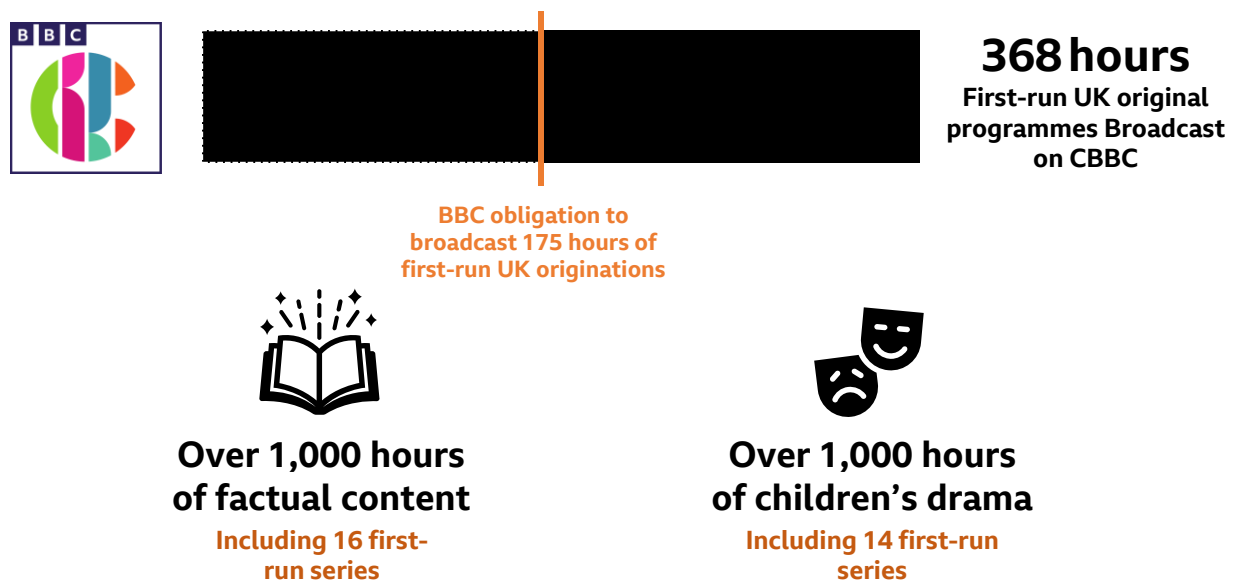 BBC
368 hours
First-run UK original
programmes Broadcast
on CBBC
BBC obligation to
broadcast 175 hours of
first-run UK originations
Over 1,000 hours
of factual content
Including 16 first-
run series
Over 1,000 hours
of children's drama
Including 14 first-run
series